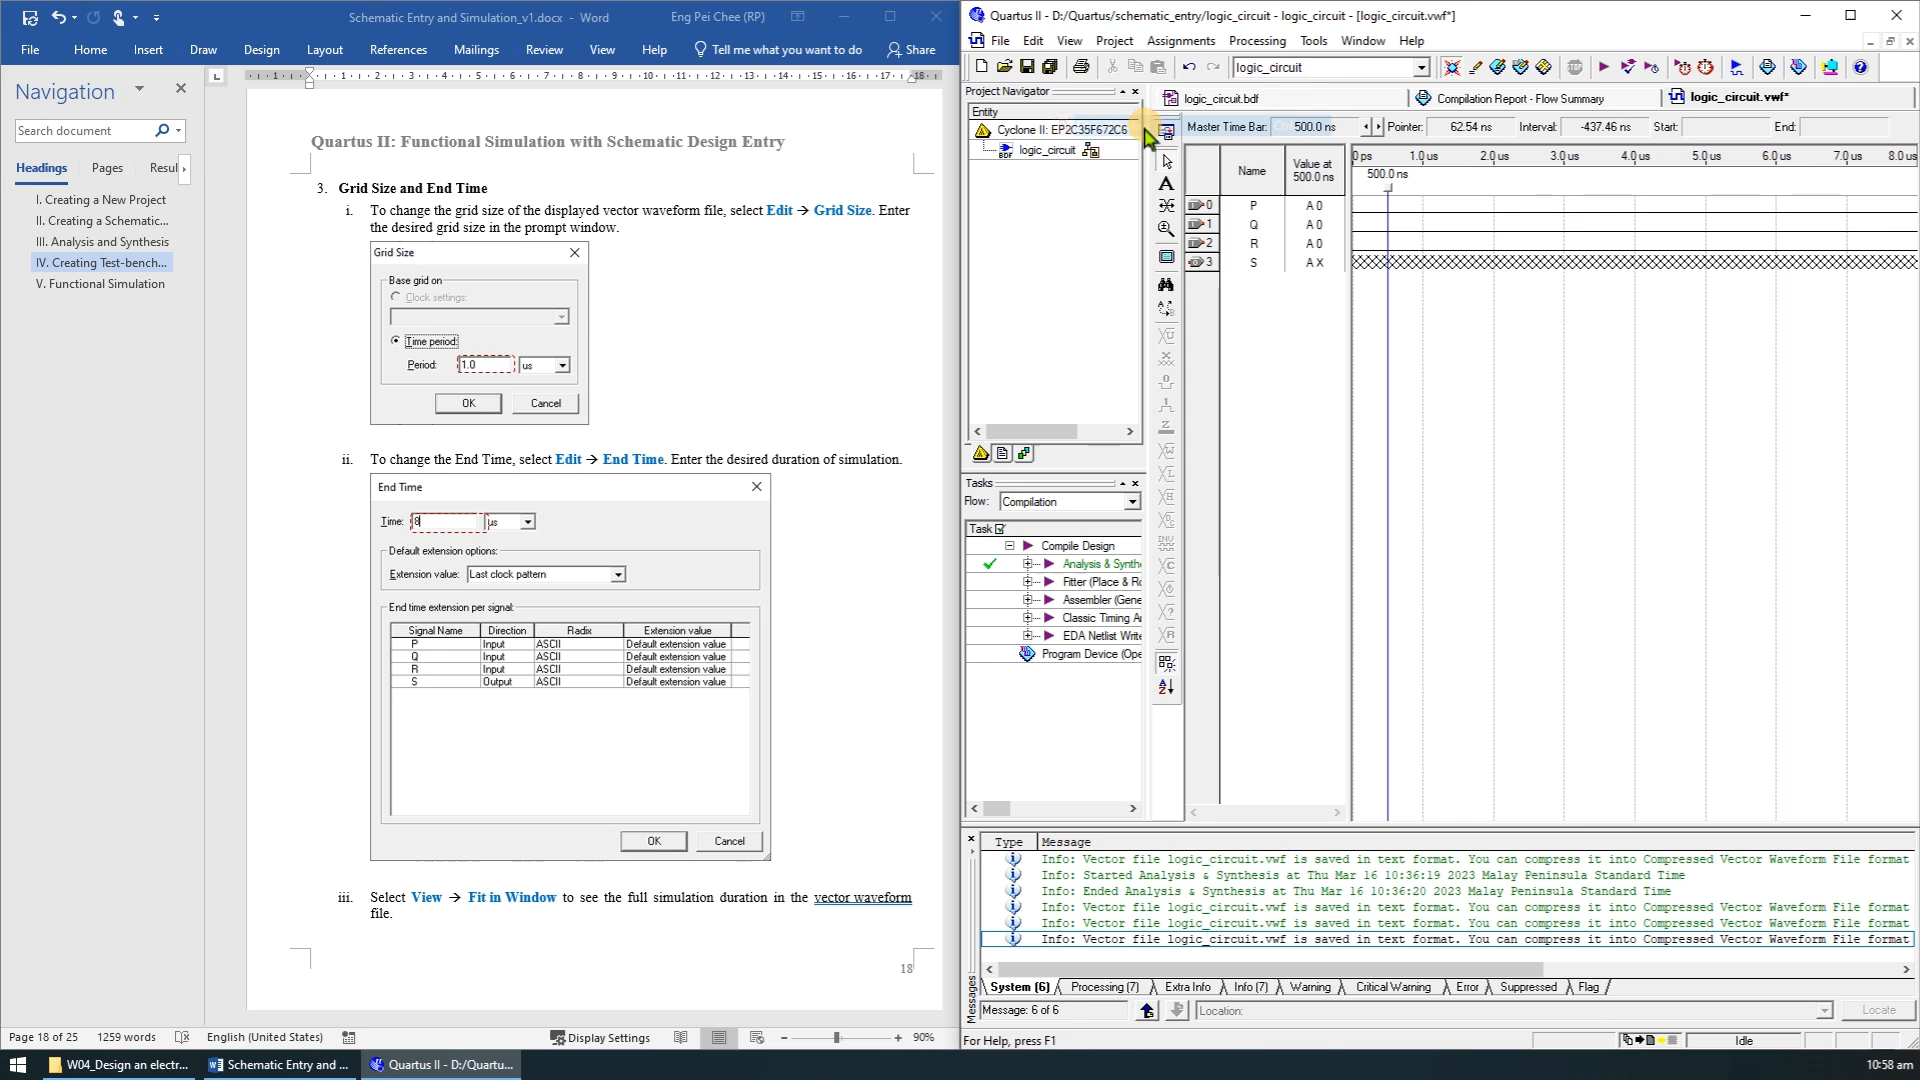 Schematic Entry and Simulation_v1.docx - Word
Eng Pei Chee (RP)
File Home Insert Draw Design Layout References Mailings Review View Help Tell me what you want to do Share
Navigation
Search document
Headings Pages Resul
I. Creating a New Project
II. Creating a Schematic...
III. Analysis and Synthesis
IV. Creating Test-bench...
V. Functional Simulation
Quartus II: Functional Simulation with Schematic Design Entry
3. Grid Size and End Time
i. To change the grid size of the displayed vector waveform file, select Edit → Grid Size. Enter
the desired grid size in the prompt window.
Grid Size
Base grid on
Clock settings:
Time period:
Period: 1.0 us
OK Cancel
ii. To change the End Time, select Edit → End Time. Enter the desired duration of simulation.
End Time
Time: 8 µs
Default extension options:
Extension value: Last clock pattern
End time extension per signal:
Signal Name Direction Radix Extension value
P Input ASCII Default extension value
Q Input ASCII Default extension value
R Input ASCII Default extension value
S Output ASCII Default extension value
OK Cancel
iii. Select View → Fit in Window to see the full simulation duration in the vector waveform
file.
18
Page 18 of 25 1259 words English (United States) Display Settings 90%
Quartus II - D:/Quartus/schematic_entry/logic_circuit - logic_circuit - [logic_circuit.vwf*]
File Edit View Project Assignments Processing Tools Window Help
logic_circuit
Project Navigator
Entity
Cyclone II: EP2C35F672C6
logic_circuit
logic_circuit.bdf Compilation Report - Flow Summary logic_circuit.vwf*
Master Time Bar: 500.0 ns Pointer: 62.54 ns Interval: -437.46 ns Start: End:
Name Value at
500.0 ns
0 ps 1.0 us 2.0 us 3.0 us 4.0 us 5.0 us 6.0 us 7.0 us 8.0 us
500.0 ns
0 P A 0
1 Q A 0
2 R A 0
3 S A X
Tasks
Flow: Compilation
Task
Compile Design
Analysis & Synth
Fitter (Place & Ro
Assembler (Gene
Classic Timing A
EDA Netlist Write
Program Device (Ope
Type Message
Info: Vector file logic_circuit.vwf is saved in text format. You can compress it into Compressed Vector Waveform File format
Info: Started Analysis & Synthesis at Thu Mar 16 10:36:19 2023 Malay Peninsula Standard Time
Info: Ended Analysis & Synthesis at Thu Mar 16 10:36:20 2023 Malay Peninsula Standard Time
Info: Vector file logic_circuit.vwf is saved in text format. You can compress it into Compressed Vector Waveform File format
Info: Vector file logic_circuit.vwf is saved in text format. You can compress it into Compressed Vector Waveform File format
Info: Vector file logic_circuit.vwf is saved in text format. You can compress it into Compressed Vector Waveform File format
System (6) Processing (7) Extra Info Info (7) Warning Critical Warning Error Suppressed Flag
Messages
Message: 6 of 6 Location: Locate
For Help, press F1 Idle
W04_Design an electr... Schematic Entry and ... Quartus II - D:/Quartu... 10:58 am